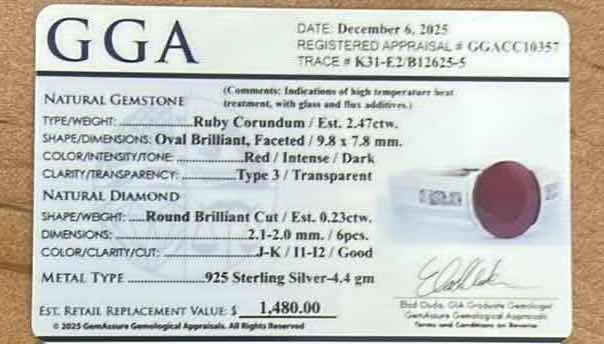 GGA
DATE: December 6, 2025
REGISTERED APPRAISAL # GGACC10357
TRACE # K31-E2/B12625-5
NATURAL GEMSTONE
(Comments: Indications of high temperature heat
treatment, with glass and flux additives.)
TYPE/WEIGHT: ................Ruby Corundum / Est. 2.47ctw.
SHAPE/DIMENSIONS: Oval Brilliant, Faceted / 9.8 x 7.8 mm.
COLOR/INTENSITY/TONE: ................Red / Intense / Dark
CLARITY/TRANSPARENCY: ................Type 3 / Transparent
NATURAL DIAMOND
SHAPE/WEIGHT: ....Round Brilliant Cut / Est. 0.23ctw.
DIMENSIONS: ................2.1-2.0 mm. / 6pcs.
COLOR/CLARITY/CUT: ................J-K / I1-I2 / Good
METAL TYPE ................925 Sterling Silver-4.4 gm
EST. RETAIL REPLACEMENT VALUE: $ 1,480.00
© 2025 GemAssure Gemological Appraisals. All Rights Reserved
Elad Ouda, GIA Graduate Gemologist
GemAssure Gemological Appraisals
Terms and Conditions on Reverse